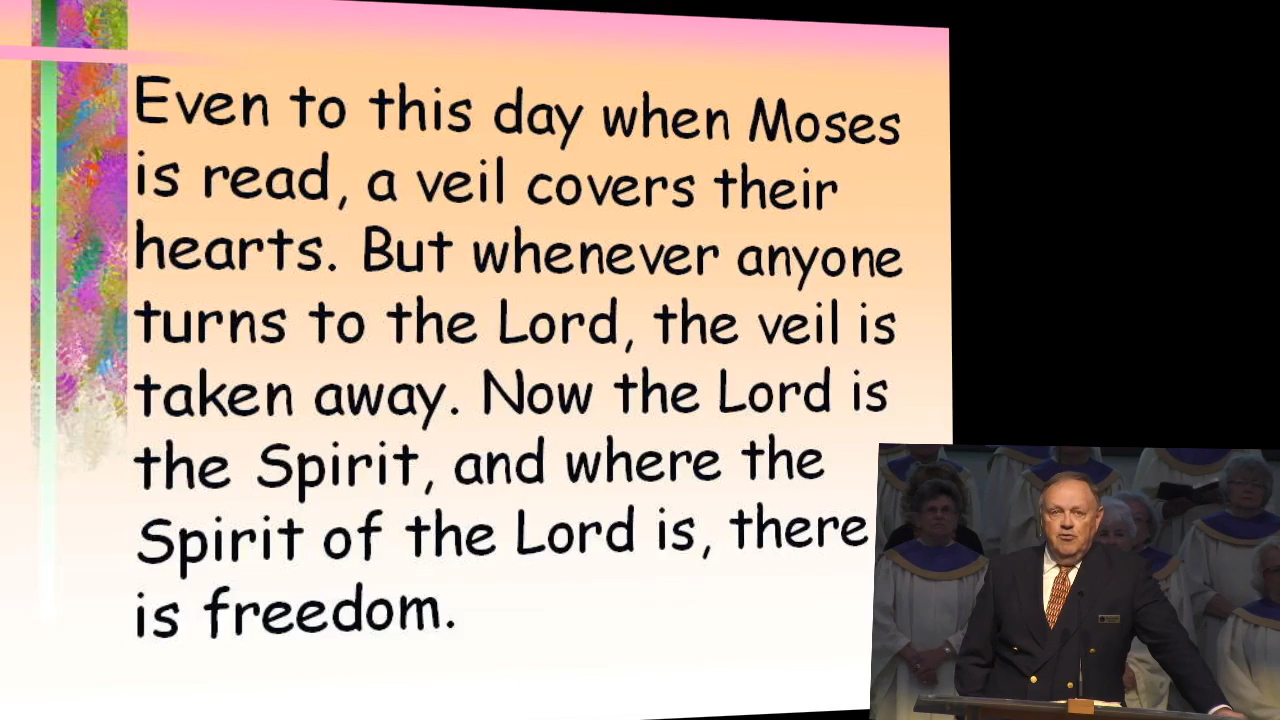 Even to this day when Moses
is read, a veil covers their
hearts. But whenever anyone
turns to the Lord, the veil is
taken away. Now the Lord is
the Spirit, and where the
Spirit of the Lord is, there
is freedom.